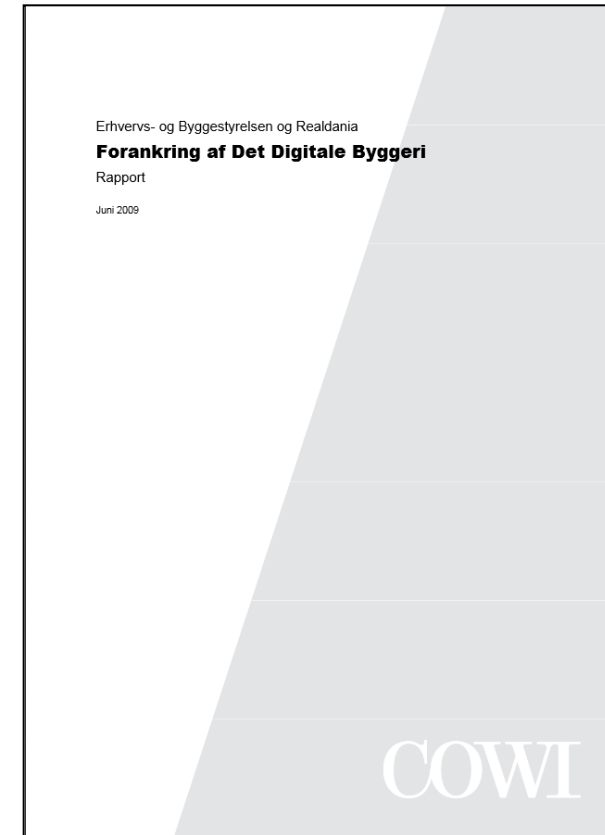 Erhvervs- og Byggestyrelsen og Realdania
Forankring af Det Digitale Byggeri
Rapport
Juni 2009
COWI